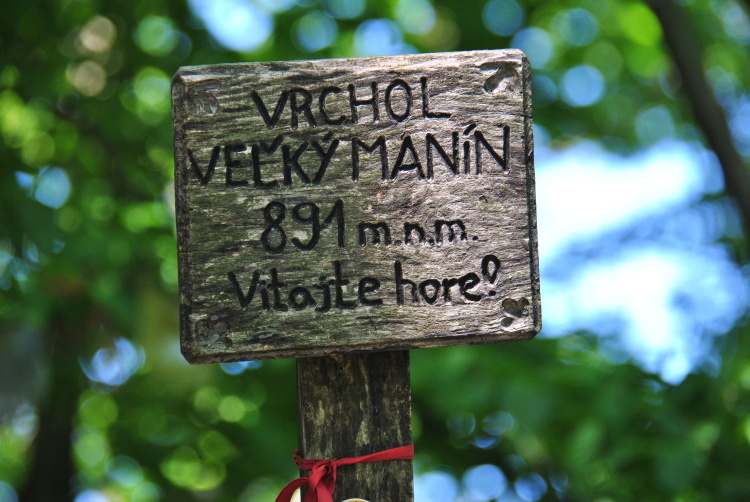 VRCHOL
VEĽKÝ MANÍN
891 m.n.m.
Vitajte hore!